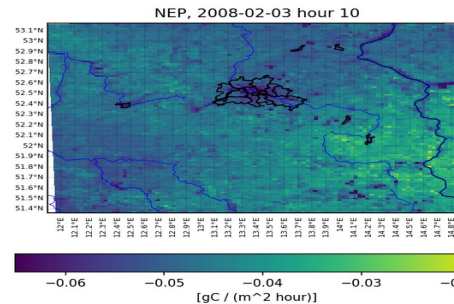 NEP, 2008-02-03 hour 10
53.1°N
53°N
52.9°N
52.8°N
52.7°N
52.6°N
52.5°N
52.4°N
52.3°N
52.2°N
52.1°N
52°N
51.9°N
51.8°N
51.7°N
51.6°N
51.5°N
51.4°N
12°E 12.1°E 12.2°E 12.3°E 12.4°E 12.5°E 12.6°E 12.7°E 12.8°E 12.9°E 13°E 13.1°E 13.2°E 13.3°E 13.4°E 13.5°E 13.6°E 13.7°E 13.8°E 13.9°E 14°E 14.1°E 14.2°E 14.3°E 14.4°E 14.5°E 14.6°E 14.7°E 14.8°E
−0.06 −0.05 −0.04 −0.03 −0
[gC / (m^2 hour)]